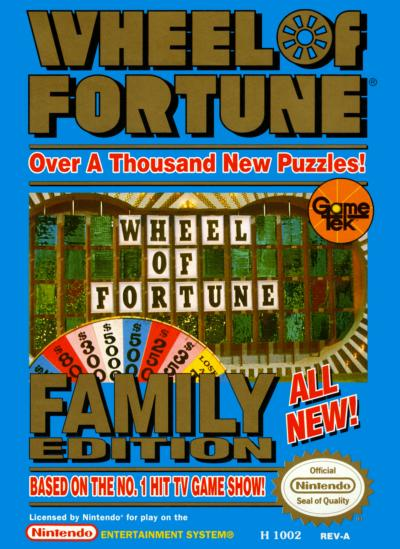 WHEEL OF
FORTUNE®
Over A Thousand New Puzzles!
Game
Tek
WHEEL
OF
FORTUNE
FAMILY
EDITION
ALL
NEW!
BASED ON THE NO. 1 HIT TV GAME SHOW!
Official
Nintendo
Seal of Quality
Licensed by Nintendo® for play on the
Nintendo ENTERTAINMENT SYSTEM®
H 1002 REV-A